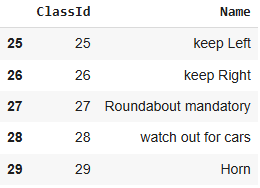 ClassId Name
25 25 keep Left
26 26 keep Right
27 27 Roundabout mandatory
28 28 watch out for cars
29 29 Horn